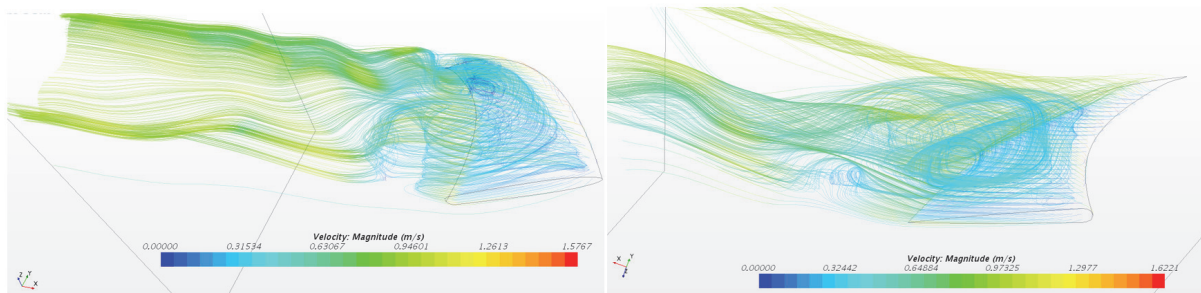 Velocity: Magnitude (m/s)
0.00000 0.31534 0.63067 0.94601 1.2613 1.5767
Z Y X
Velocity: Magnitude (m/s)
0.00000 0.32442 0.64884 0.97325 1.2977 1.6221
X Y Z